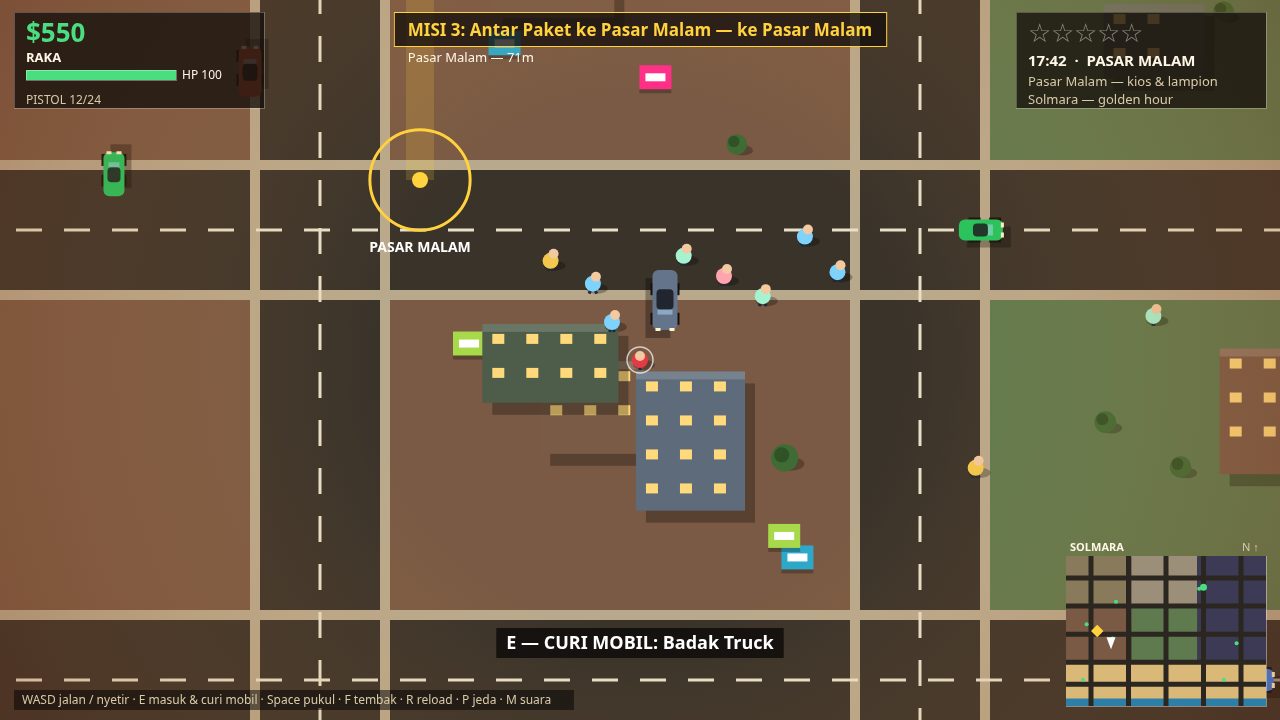 $550
RAKA
HP 100
PISTOL 12/24
MISI 3: Antar Paket ke Pasar Malam — ke Pasar Malam
Pasar Malam — 71m
☆☆☆☆☆
17:42 · PASAR MALAM
Pasar Malam — kios & lampion
Solmara — golden hour
PASAR MALAM
SOLMARA
N ↑
E — CURI MOBIL: Badak Truck
WASD jalan / nyetir · E masuk & curi mobil · Space pukul · F tembak · R reload · P jeda · M suara